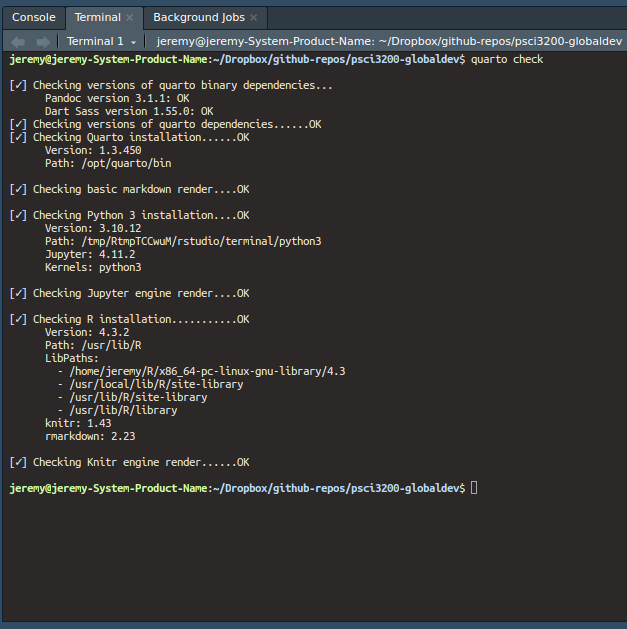 Console
Terminal
Background Jobs
Terminal 1
jeremy@jeremy-System-Product-Name: ~/Dropbox/github-repos/psci3200-globaldev
jeremy@jeremy-System-Product-Name:~/Dropbox/github-repos/psci3200-globaldev$ quarto check
[✓] Checking versions of quarto binary dependencies...
Pandoc version 3.1.1: OK
Dart Sass version 1.55.0: OK
[✓] Checking versions of quarto dependencies......OK
[✓] Checking Quarto installation......OK
Version: 1.3.450
Path: /opt/quarto/bin
[✓] Checking basic markdown render....OK
[✓] Checking Python 3 installation....OK
Version: 3.10.12
Path: /tmp/RtmpTCCwuM/rstudio/terminal/python3
Jupyter: 4.11.2
Kernels: python3
[✓] Checking Jupyter engine render....OK
[✓] Checking R installation...........OK
Version: 4.3.2
Path: /usr/lib/R
LibPaths:
- /home/jeremy/R/x86_64-pc-linux-gnu-library/4.3
- /usr/local/lib/R/site-library
- /usr/lib/R/site-library
- /usr/lib/R/library
knitr: 1.43
rmarkdown: 2.23
[✓] Checking Knitr engine render......OK
jeremy@jeremy-System-Product-Name:~/Dropbox/github-repos/psci3200-globaldev$